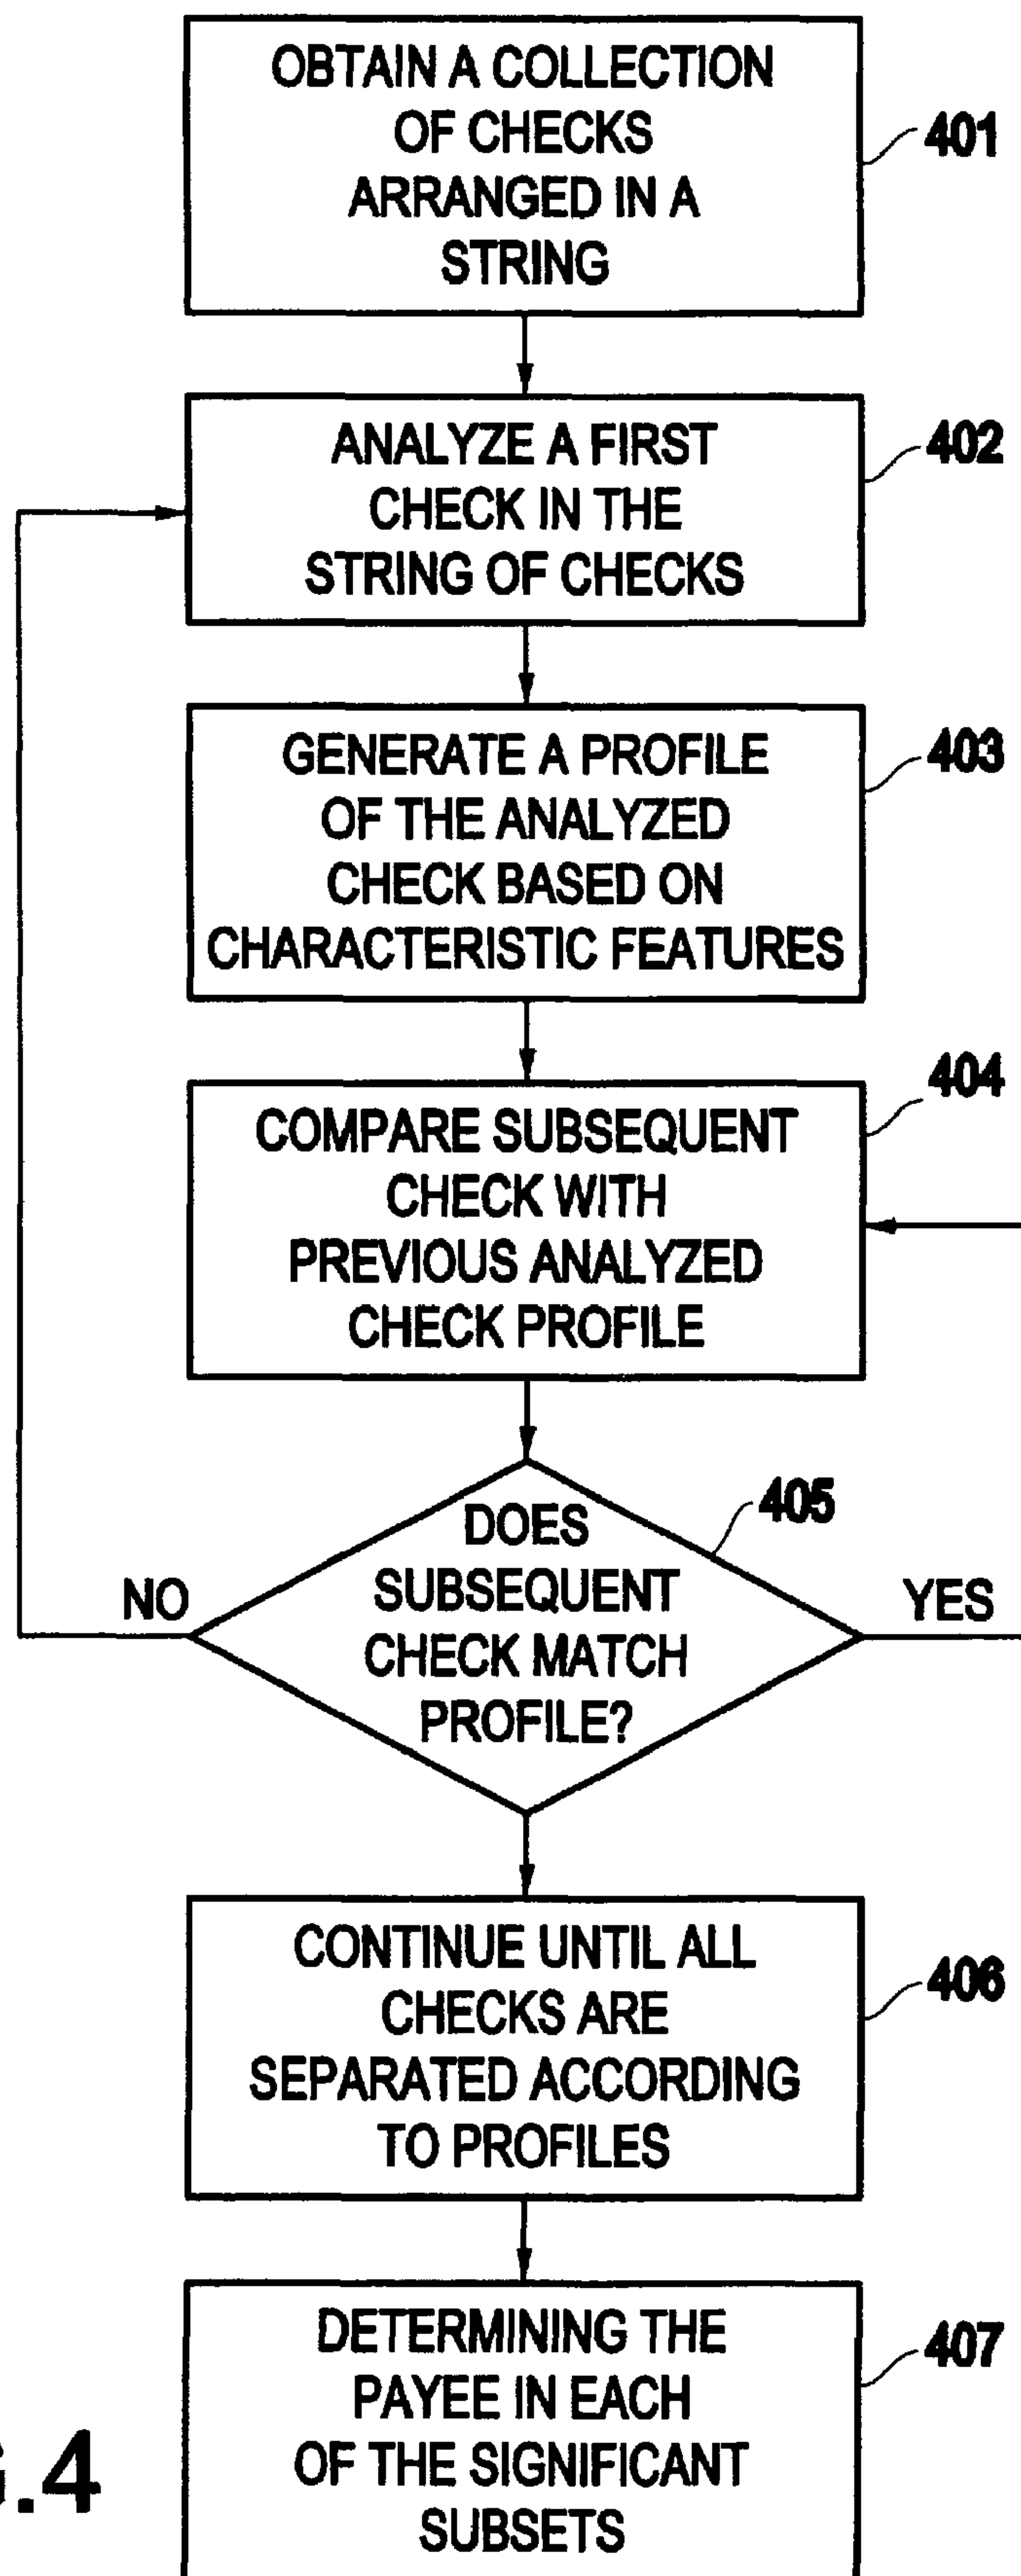 OBTAIN A COLLECTION
OF CHECKS
ARRANGED IN A
STRING
401
ANALYZE A FIRST
CHECK IN THE
STRING OF CHECKS
402
GENERATE A PROFILE
OF THE ANALYZED
CHECK BASED ON
CHARACTERISTIC FEATURES
403
COMPARE SUBSEQUENT
CHECK WITH
PREVIOUS ANALYZED
CHECK PROFILE
404
DOES
SUBSEQUENT
CHECK MATCH
PROFILE?
405
NO
YES
CONTINUE UNTIL ALL
CHECKS ARE
SEPARATED ACCORDING
TO PROFILES
406
DETERMINING THE
PAYEE IN EACH
OF THE SIGNIFICANT
SUBSETS
407
.4